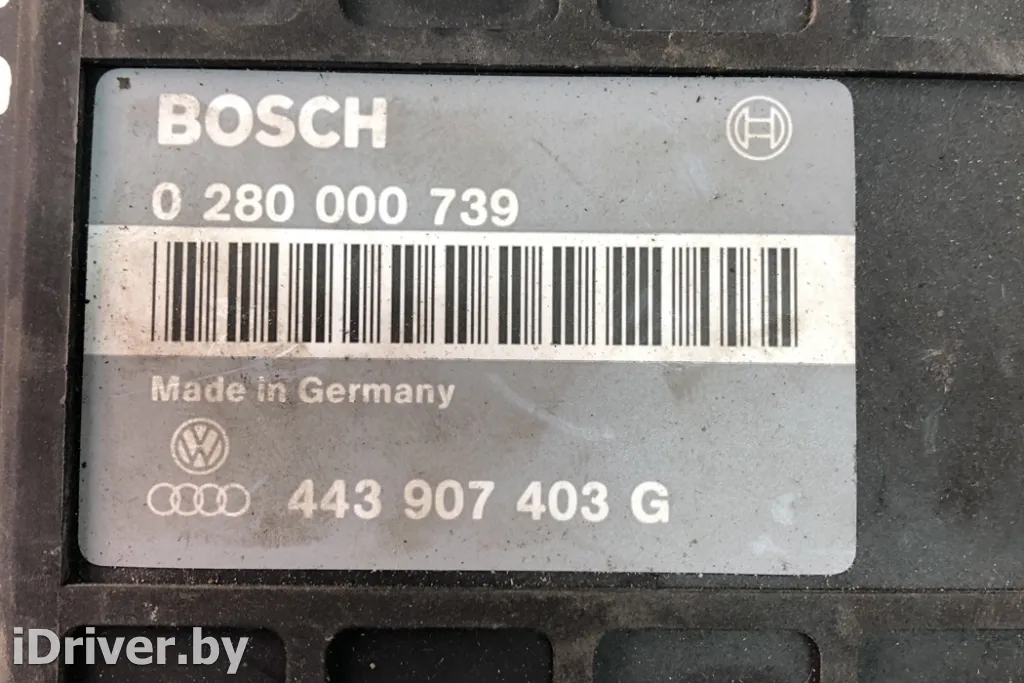 BOSCH
0 280 000 739
Made in Germany
443 907 403 G
iDriver.by